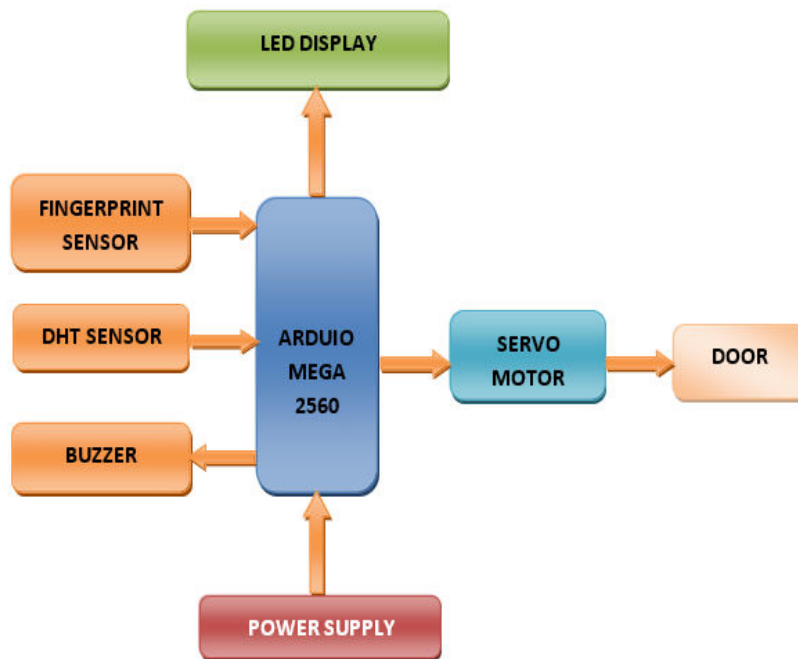 LED DISPLAY
FINGERPRINT
SENSOR
DHT SENSOR
BUZZER
ARDUIO
MEGA
2560
SERVO
MOTOR
DOOR
POWER SUPPLY